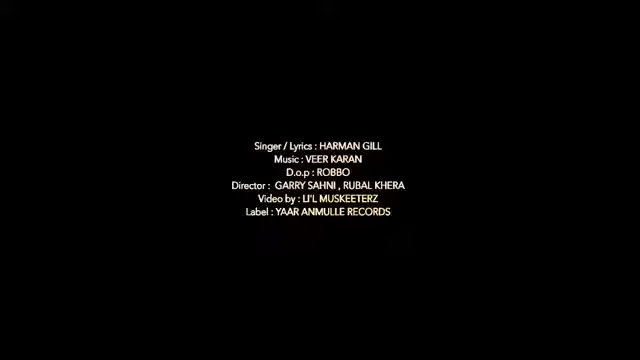 Singer / Lyrics : HARMAN GILL
Music : VEER KARAN
D.o.p : ROBBO
Director :  GARRY SAHNI , RUBAL KHERA
Video by : LI'L MUSKEETERZ
Label : YAAR ANMULLE RECORDS